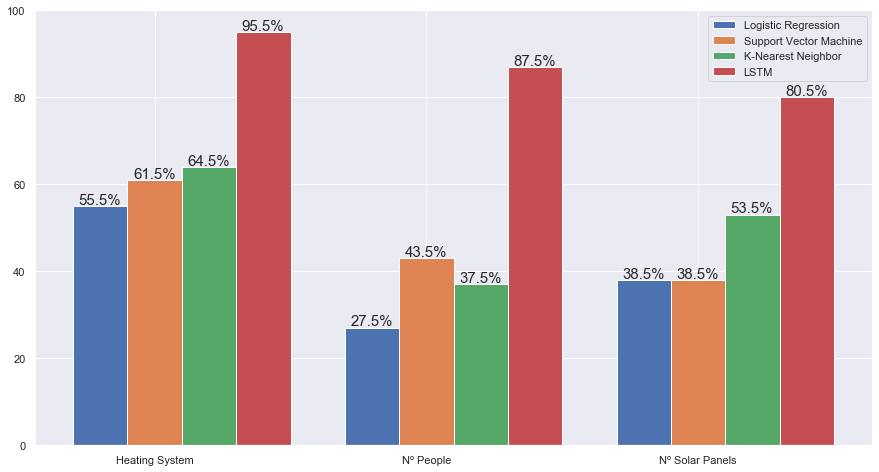 100
80
60
40
20
0
Logistic Regression
Support Vector Machine
K-Nearest Neighbor
LSTM
55.5%
61.5%
64.5%
95.5%
27.5%
43.5%
37.5%
87.5%
38.5%
38.5%
53.5%
80.5%
Heating System
Nº People
Nº Solar Panels